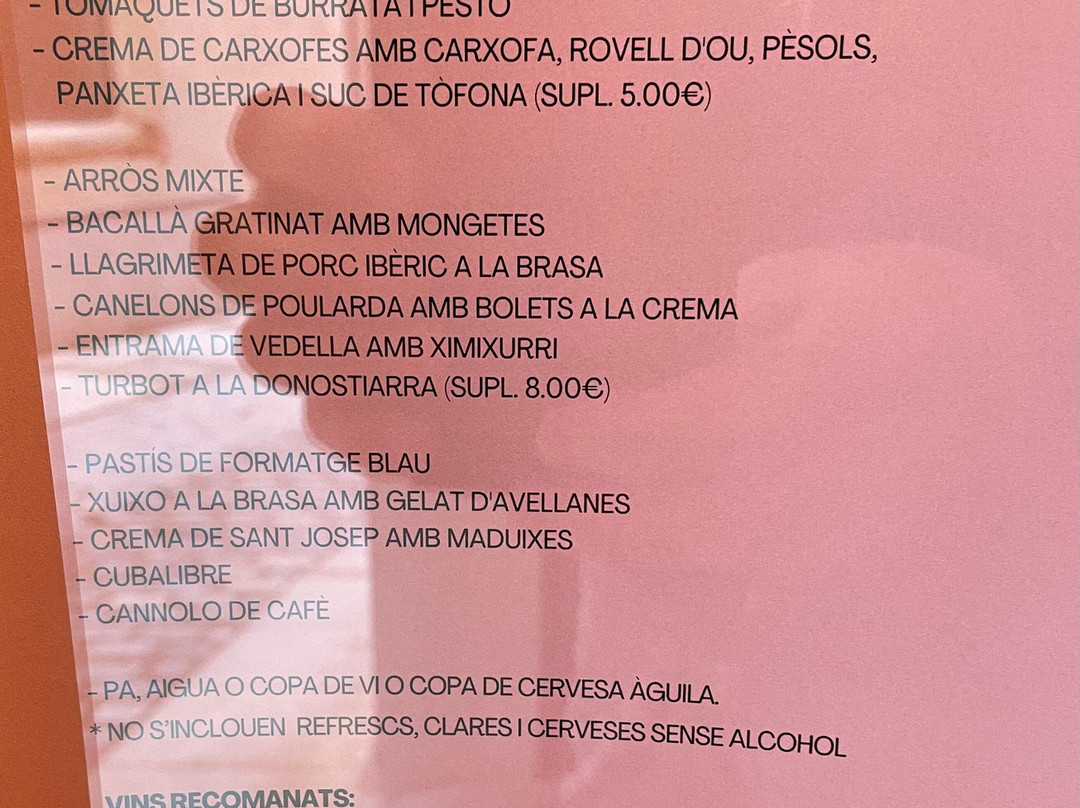 - TOMAQUETS DE BURRATA I PESTO
- CREMA DE CARXOFES AMB CARXOFA, ROVELL D'OU, PÈSOLS,
PANXETA IBÈRICA I SUC DE TÒFONA (SUPL. 5.00€)
- ARRÒS MIXTE
- BACALLÀ GRATINAT AMB MONGETES
- LLAGRIMETA DE PORC IBÈRIC A LA BRASA
- CANELONS DE POULARDA AMB BOLETS A LA CREMA
- ENTRAMA DE VEDELLA AMB XIMIXURRI
- TURBOT A LA DONOSTIARRA (SUPL. 8.00€)
- PASTÍS DE FORMATGE BLAU
- XUIXO A LA BRASA AMB GELAT D'AVELLANES
- CREMA DE SANT JOSEP AMB MADUIXES
- CUBALIBRE
- CANNOLO DE CAFÈ
- PA, AIGUA O COPA DE VI O COPA DE CERVESA ÀGUILA.
* NO S'INCLOUEN REFRESCS, CLARES I CERVESES SENSE ALCOHOL
VINS RECOMANATS: